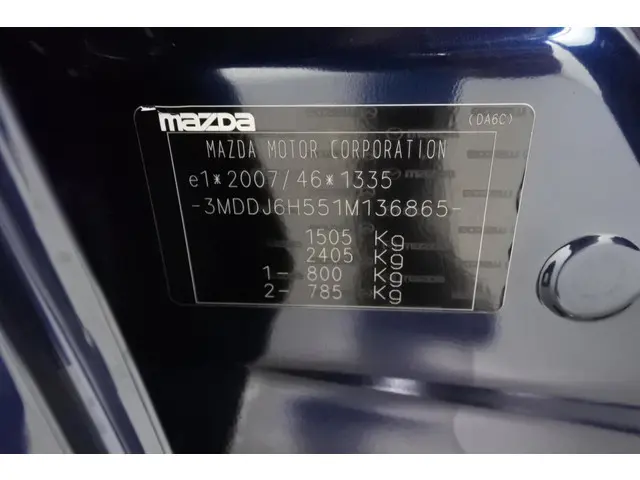 mazda
(DA6C)
MAZDA MOTOR CORPORATION
e1*2007/46*1335
-3MDDJ6H551M136865-
1505 Kg
2405 Kg
1- 800 Kg
2- 785 Kg